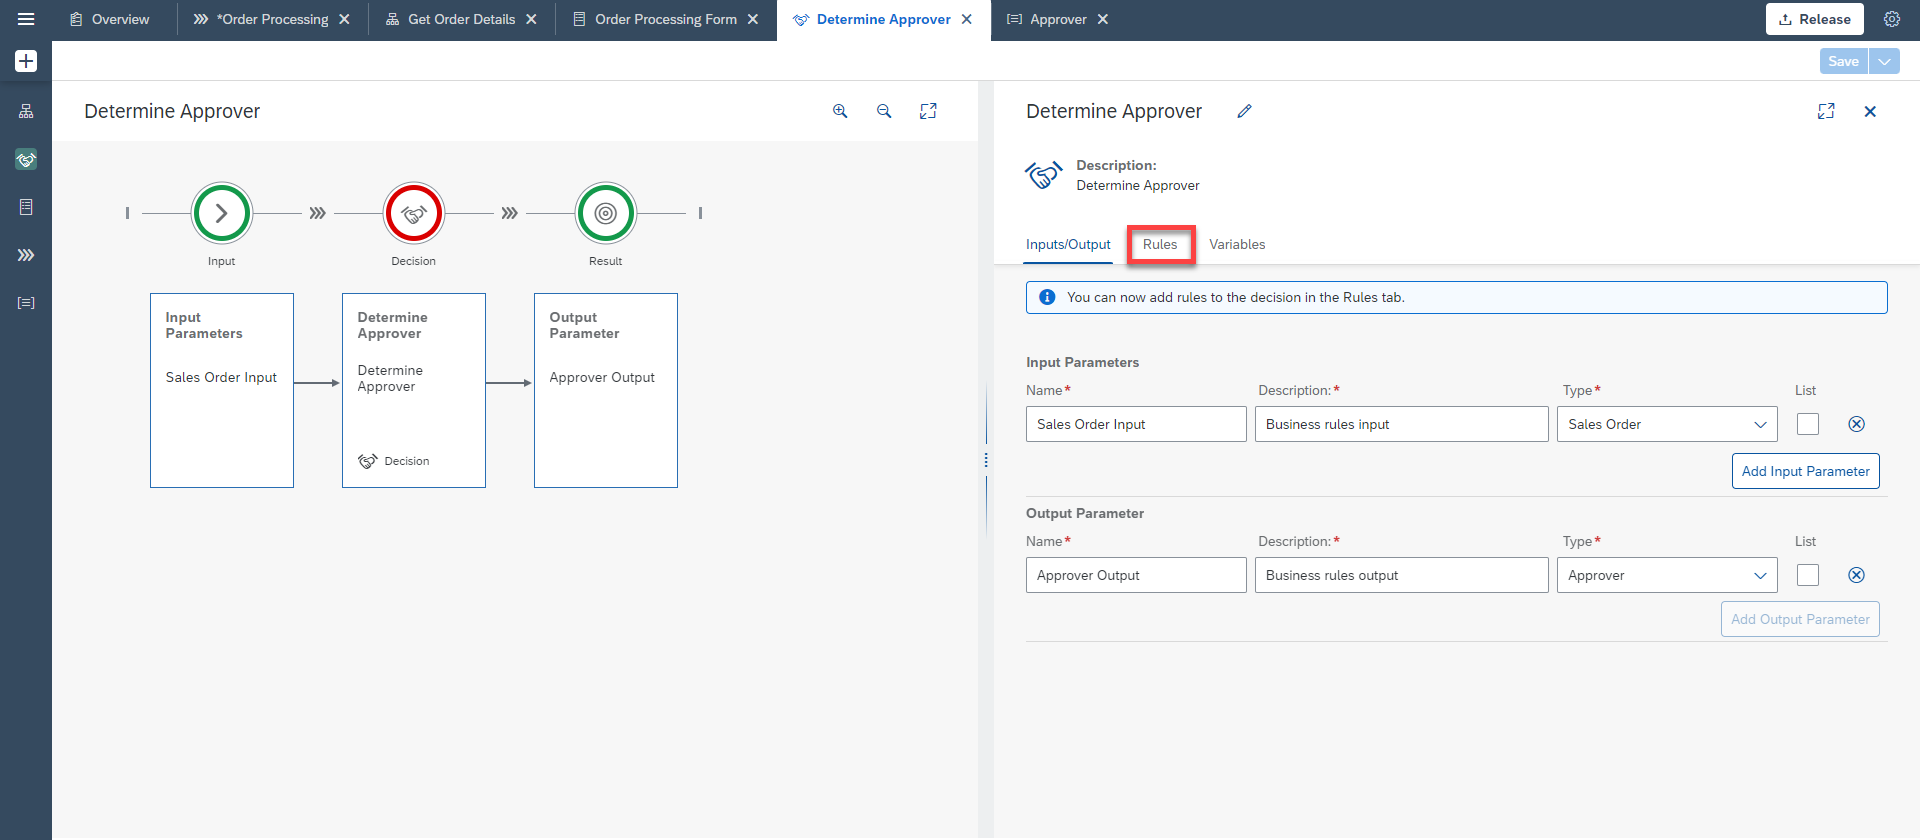 Overview
*Order Processing
Get Order Details
Order Processing Form
Determine Approver
Approver
Release
Save
Determine Approver
Input
Decision
Result
Input
Parameters
Sales Order Input
Determine
Approver
Determine
Approver
Decision
Output
Parameter
Approver Output
Determine Approver
Description:
Determine Approver
Inputs/Output
Rules
Variables
You can now add rules to the decision in the Rules tab.
Input Parameters
Name* Description:* Type* List
Sales Order Input Business rules input Sales Order
Add Input Parameter
Output Parameter
Name* Description:* Type* List
Approver Output Business rules output Approver
Add Output Parameter